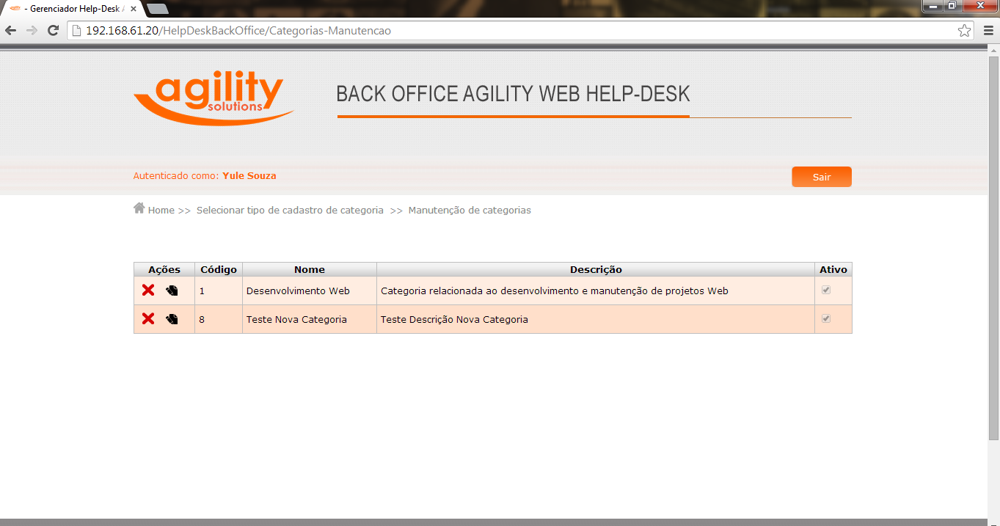 - Gerenciador Help-Desk
192.168.61.20/HelpDeskBackOffice/Categorias-Manutencao
agility
solutions
BACK OFFICE AGILITY WEB HELP-DESK
Autenticado como: Yule Souza
Sair
Home >> Selecionar tipo de cadastro de categoria >> Manutenção de categorias
Ações Código Nome Descrição Ativo
1 Desenvolvimento Web Categoria relacionada ao desenvolvimento e manutenção de projetos Web
8 Teste Nova Categoria Teste Descrição Nova Categoria